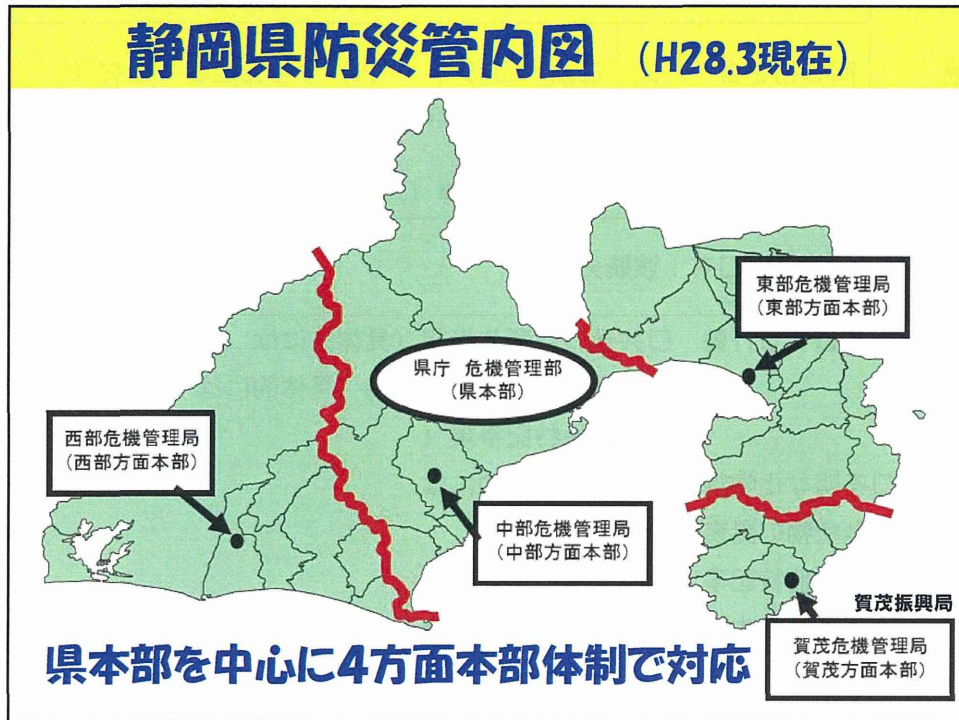 静岡県防災管内図 (H28.3現在)
東部危機管理局
(東部方面本部)
県庁 危機管理部
(県本部)
西部危機管理局
(西部方面本部)
中部危機管理局
(中部方面本部)
賀茂振興局
賀茂危機管理局
(賀茂方面本部)
県本部を中心に4方面本部体制で対応